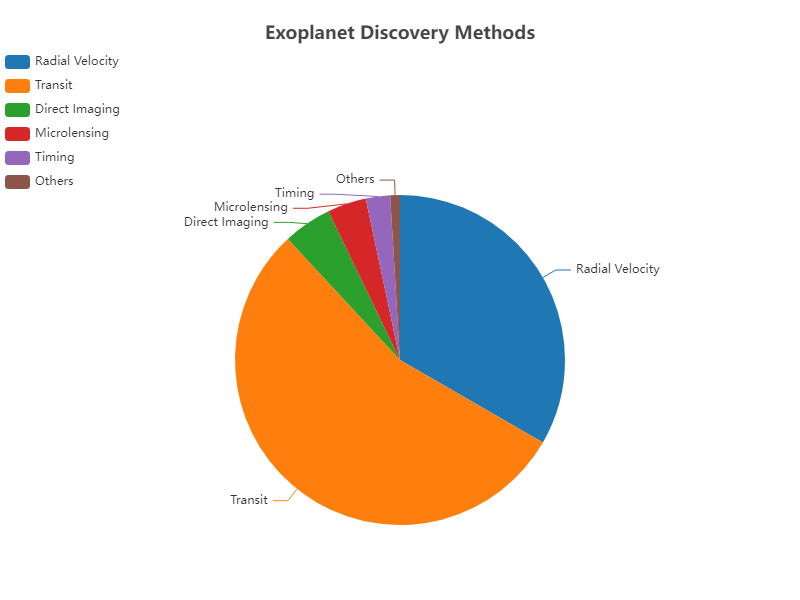 Exoplanet Discovery Methods
Radial Velocity
Transit
Direct Imaging
Microlensing
Timing
Others
Others
Timing
Microlensing
Direct Imaging
Radial Velocity
Transit